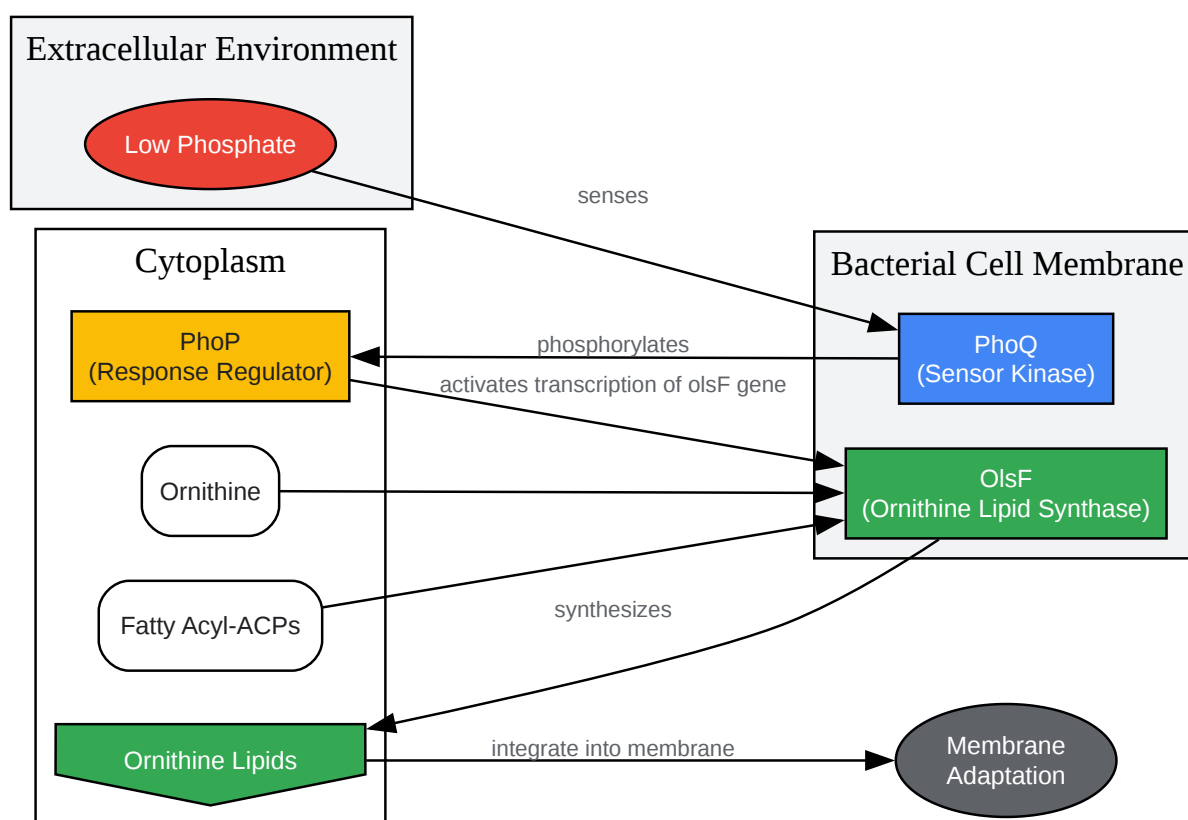 Extracellular Environment
Low Phosphate
senses
Cytoplasm
Bacterial Cell Membrane
PhoP
(Response Regulator)
phosphorylates
PhoQ
(Sensor Kinase)
activates transcription of olsF gene
Ornithine
OlsF
(Ornithine Lipid Synthase)
Fatty Acyl-ACPs
synthesizes
Ornithine Lipids
integrate into membrane
Membrane
Adaptation